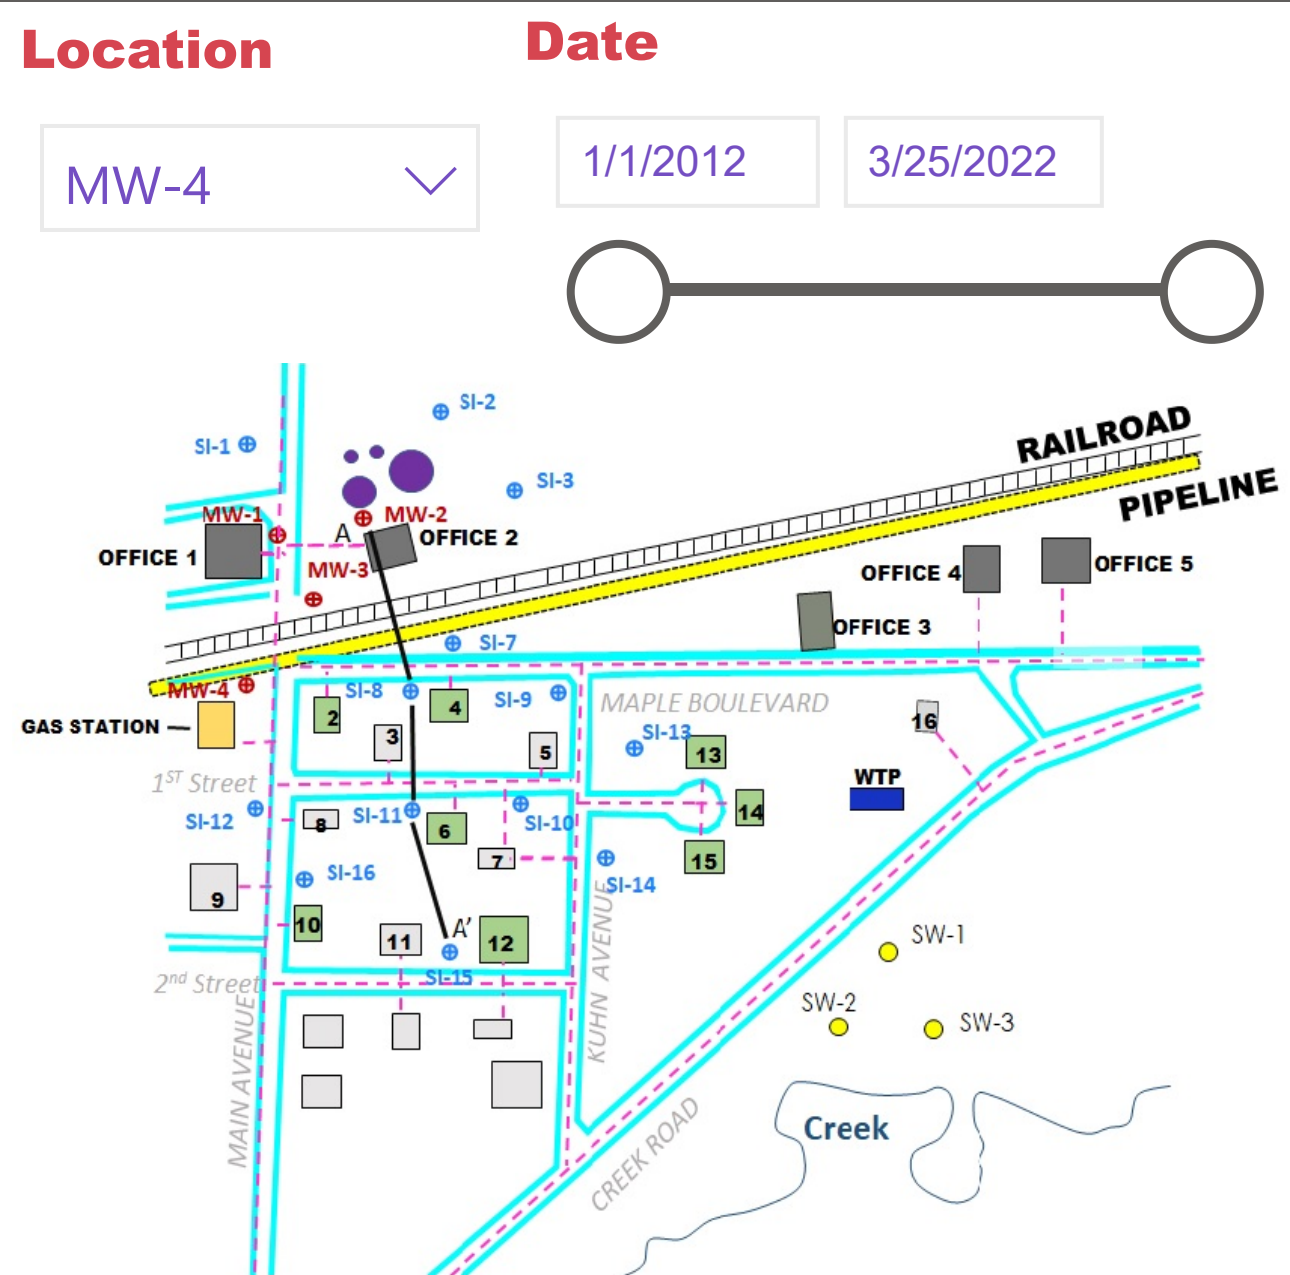 Location
Date
MW-4
1/1/2012
3/25/2022
SI-2
SI-1
SI-3
RAILROAD
PIPELINE
MW-1
MW-2
A
OFFICE 2
OFFICE 1
MW-3
OFFICE 4
OFFICE 5
OFFICE 3
SI-7
MW-4
SI-8
SI-9
MAPLE BOULEVARD
2
4
GAS STATION
3
5
SI-13
13
16
1ST Street
WTP
SI-12
8
SI-11
6
SI-10
14
7
15
SI-16
SI-14
9
10
11
A'
12
SI-15
2nd Street
KUHN AVENUE
MAIN AVENUE
CREEK ROAD
SW-1
SW-2
SW-3
Creek